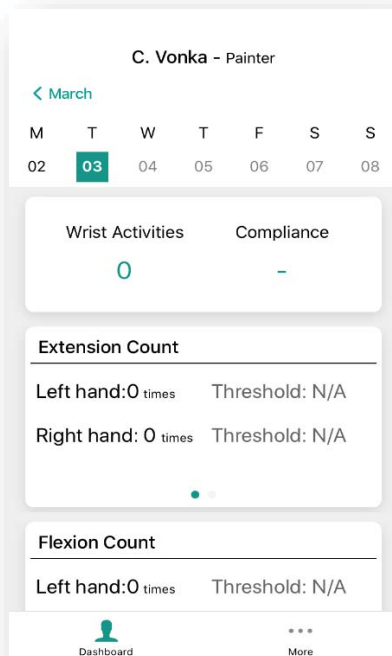 C. Vonka - Painter
< March
M T W T F S S
02 03 04 05 06 07 08
Wrist Activities Compliance
0 -
Extension Count
Left hand:0 times Threshold: N/A
Right hand: 0 times Threshold: N/A
Flexion Count
Left hand:0 times Threshold: N/A
Dashboard More